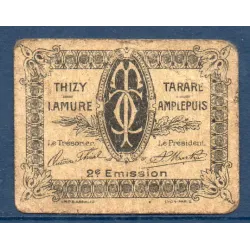 THIZY TARARE
LAMURE AMPLEPUIS
Le Trésorier Le Président
2e Emission